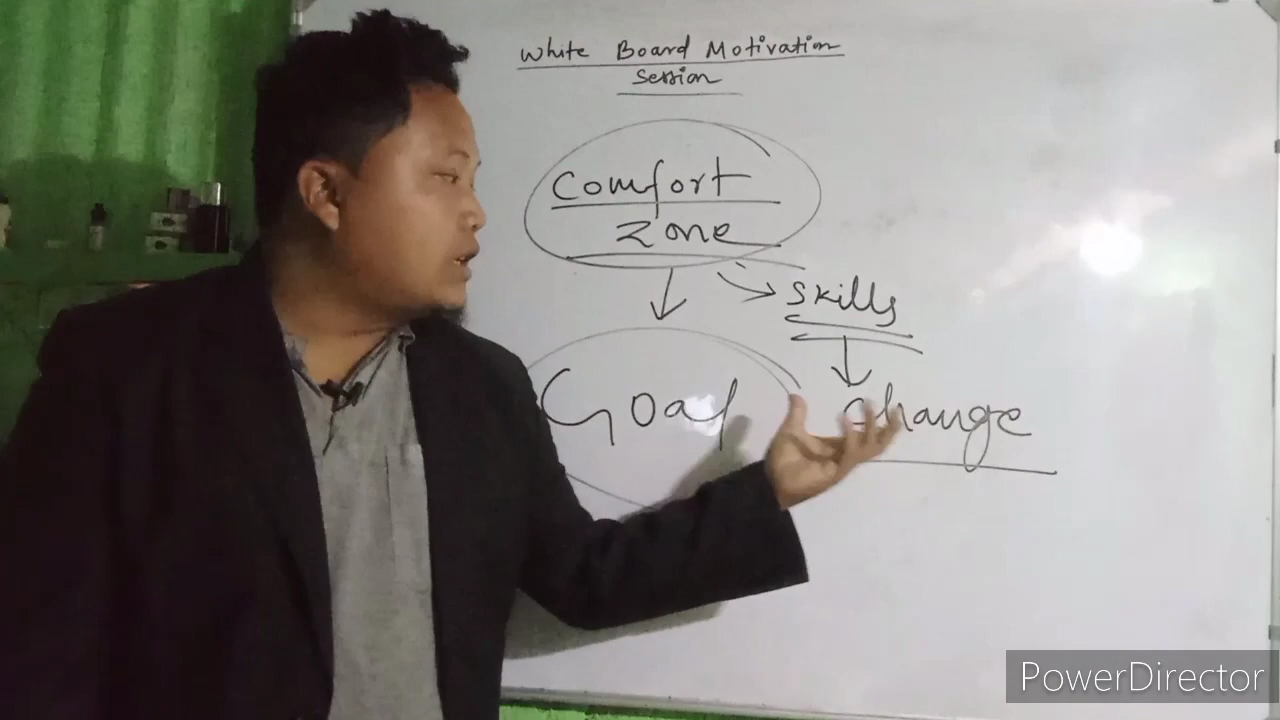 White Board Motivation
Session
Comfort
Zone
Skills
Goal
Change
PowerDirector